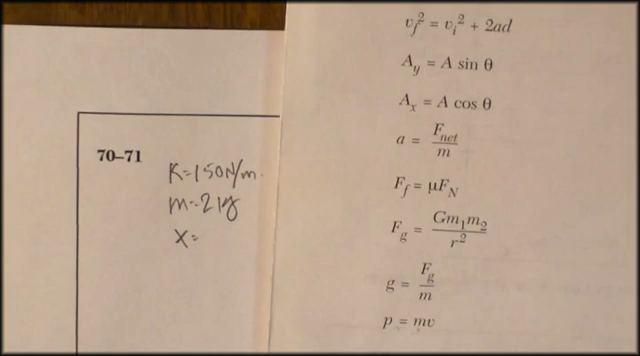 70–71
K=150N/m.
m=2kg
x=
v_f² = v_i² + 2ad
A_y = A sin θ
A_x = A cos θ
a = F_net/m
F_f = μF_N
F_g = Gm₁m₂/r²
g = F_g/m
p = mv